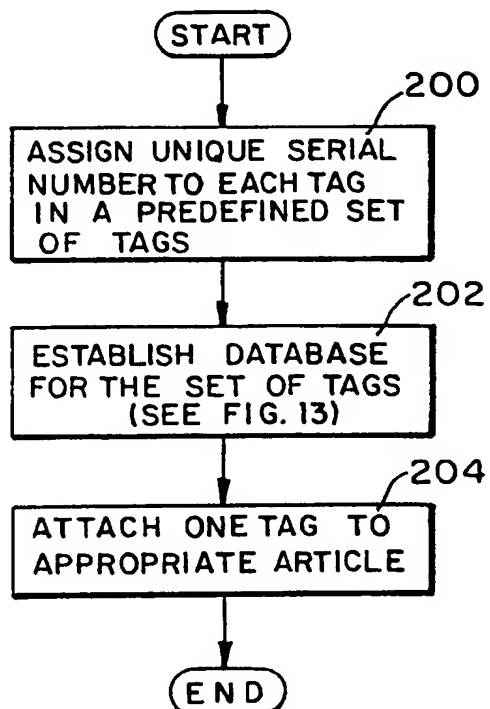 START
200
ASSIGN UNIQUE SERIAL
NUMBER TO EACH TAG
IN A PREDEFINED SET
OF TAGS
202
ESTABLISH DATABASE
FOR THE SET OF TAGS
(SEE FIG. 13)
204
ATTACH ONE TAG TO
APPROPRIATE ARTICLE
END